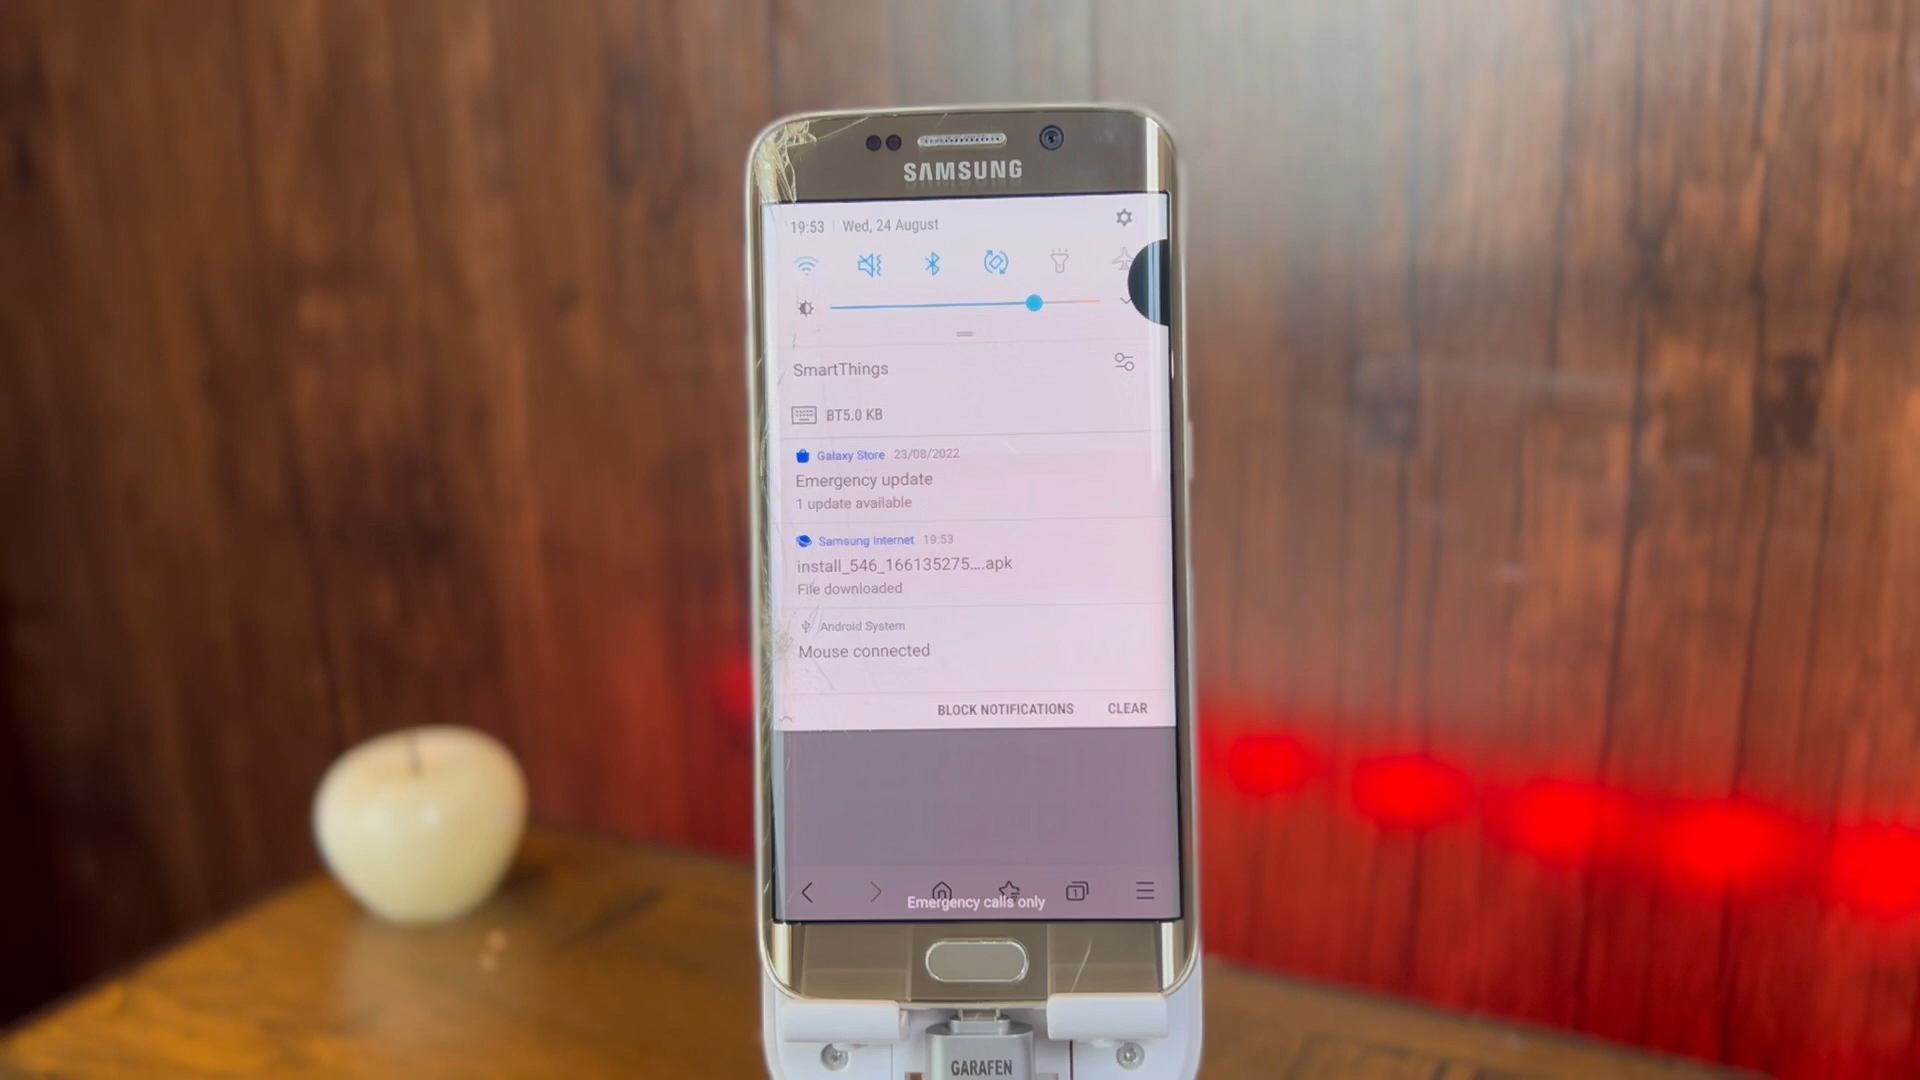 SAMSUNG
19:53 Wed, 24 August
SmartThings
BT5.0 KB
Galaxy Store 23/08/2022
Emergency update
1 update available
Samsung Internet 19:53
install_546_166135275....apk
File downloaded
Android System
Mouse connected
BLOCK NOTIFICATIONS CLEAR
1
Emergency calls only
GARAFEN